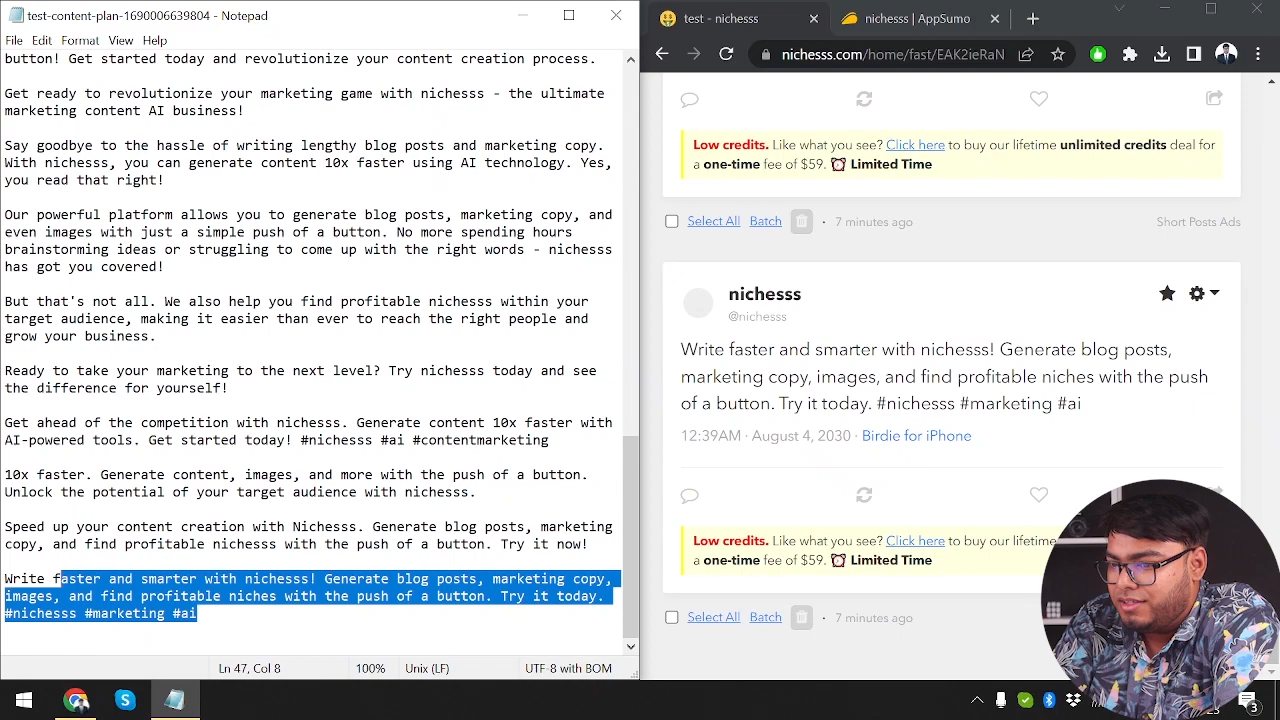 test-content-plan-1690006639804 - Notepad
File Edit Format View Help
button! Get started today and revolutionize your content creation process.
Get ready to revolutionize your marketing game with nichesss - the ultimate
marketing content AI business!
Say goodbye to the hassle of writing lengthy blog posts and marketing copy.
With nichesss, you can generate content 10x faster using AI technology. Yes,
you read that right!
Our powerful platform allows you to generate blog posts, marketing copy, and
even images with just a simple push of a button. No more spending hours
brainstorming ideas or struggling to come up with the right words - nichesss
has got you covered!
But that's not all. We also help you find profitable nichesss within your
target audience, making it easier than ever to reach the right people and
grow your business.
Ready to take your marketing to the next level? Try nichesss today and see
the difference for yourself!
Get ahead of the competition with nichesss. Generate content 10x faster with
AI-powered tools. Get started today! #nichesss #ai #contentmarketing
10x faster. Generate content, images, and more with the push of a button.
Unlock the potential of your target audience with nichesss.
Speed up your content creation with Nichesss. Generate blog posts, marketing
copy, and find profitable nichesss with the push of a button. Try it now!
Write faster and smarter with nichesss! Generate blog posts, marketing copy,
images, and find profitable niches with the push of a button. Try it today.
#nichesss #marketing #ai
Ln 47, Col 8 100% Unix (LF) UTF-8 with BOM
test - nichesss nichesss | AppSumo
nichesss.com/home/fast/EAK2ieRaN
Low credits. Like what you see? Click here to buy our lifetime unlimited credits deal for
a one-time fee of $59. ⏰ Limited Time
Select All Batch · 7 minutes ago Short Posts Ads
nichesss
@nichesss
Write faster and smarter with nichesss! Generate blog posts,
marketing copy, images, and find profitable niches with the push
of a button. Try it today. #nichesss #marketing #ai
12:39AM · August 4, 2030 · Birdie for iPhone
Low credits. Like what you see? Click here to buy our lifetime
a one-time fee of $59. ⏰ Limited Time
Select All Batch · 7 minutes ago